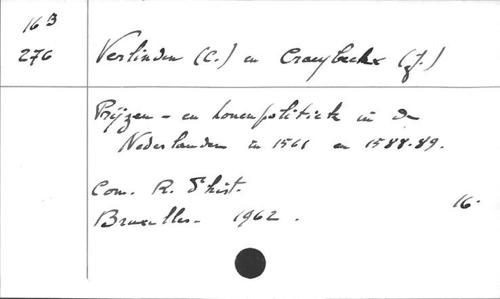 16 B
276
Verlinden (C.) en Craeybeckx (J.)
Prijzen- en lonenpolitiek in de
Nederlanden in 1561 en 1588-89.
Com. R. d'hist.
Bruxelles. 1962. 16.